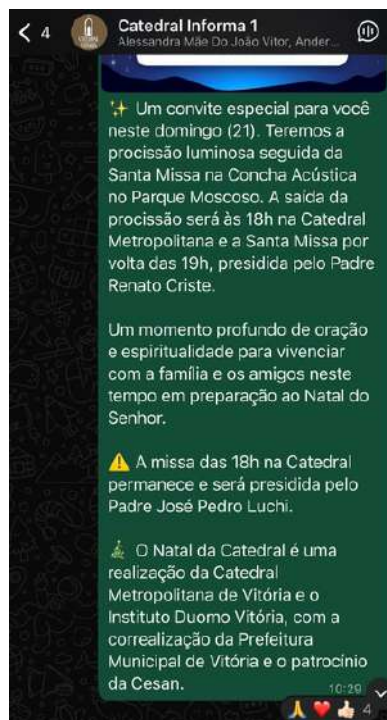 4
Catedral Informa 1
Alessandra Mãe Do João Vitor, Ander...
✨ Um convite especial para você
neste domingo (21). Teremos a
procissão luminosa seguida da
Santa Missa na Concha Acústica
no Parque Moscoso. A saída da
procissão será às 18h na Catedral
Metropolitana e a Santa Missa por
volta das 19h, presidida pelo Padre
Renato Criste.
Um momento profundo de oração
e espiritualidade para vivenciar
com a família e os amigos neste
tempo em preparação ao Natal do
Senhor.
⚠️ A missa das 18h na Catedral
permanece e será presidida pelo
Padre José Pedro Luchi.
🎄 O Natal da Catedral é uma
realização da Catedral
Metropolitana de Vitória e o
Instituto Duomo Vitória, com a
correalização da Prefeitura
Municipal de Vitória e o patrocínio
da Cesan.
10:29
🙏 ❤️ 👍🏻 4